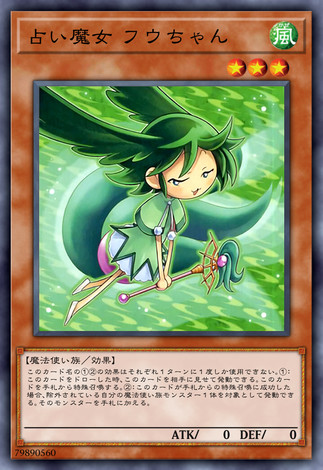 占い魔女 フウちゃん
風
【魔法使い族／効果】
このカード名の①②の効果はそれぞれ１ターンに１度しか使用できない。①：
このカードをドローした時、このカードを相手に見せて発動できる。このカード
を手札から特殊召喚する。②：このカードが手札からの特殊召喚に成功した
場合、除外されている自分の魔法使い族モンスター１体を対象として発動でき
る。そのモンスターを手札にかえる。
ATK/ 0 DEF/ 0
79890560